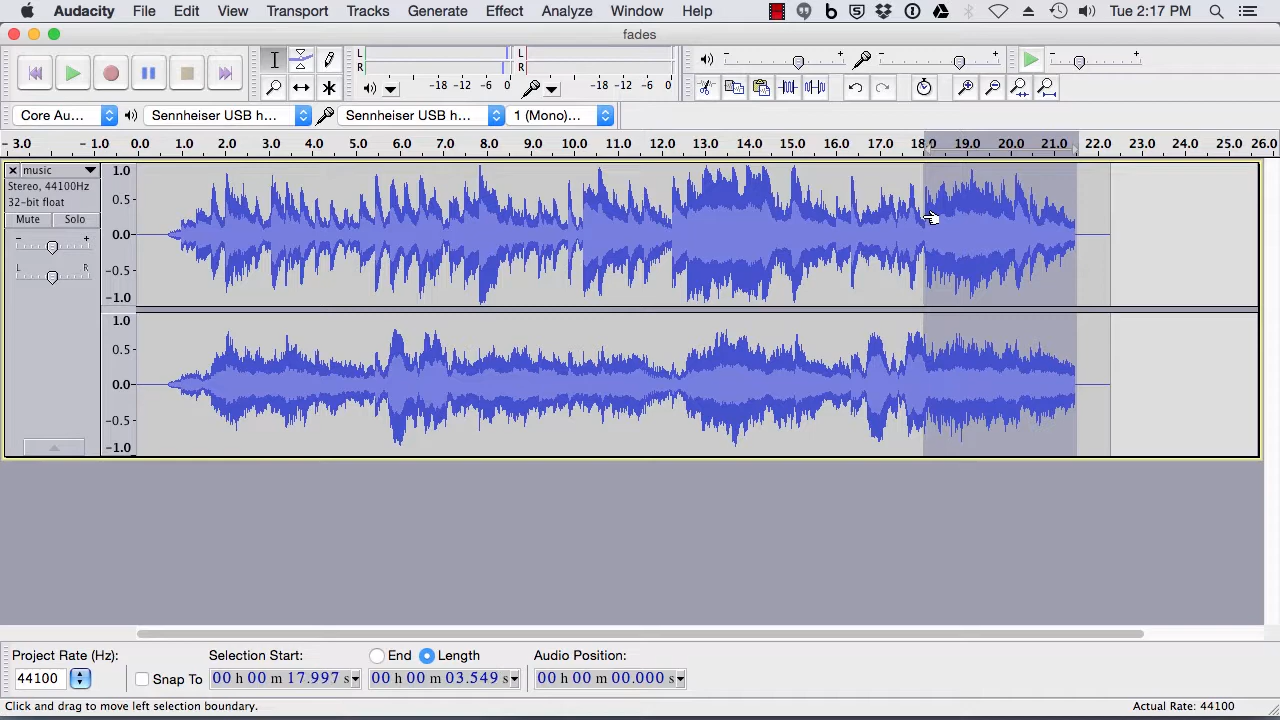 Audacity File Edit View Transport Tracks Generate Effect Analyze Window Help Tue 2:17 PM
fades
L
R
-18 -12 -6 0
L
R
-18 -12 -6 0
- + - + - +
Core Au... Sennheiser USB h... Sennheiser USB h... 1 (Mono)...
- 3.0 - 1.0 0.0 1.0 2.0 3.0 4.0 5.0 6.0 7.0 8.0 9.0 10.0 11.0 12.0 13.0 14.0 15.0 16.0 17.0 18.0 19.0 20.0 21.0 22.0 23.0 24.0 25.0 26.0
music
Stereo, 44100Hz
32-bit float
Mute Solo
- +
L R
1.0
0.5-
0.0-
-0.5-
-1.0
1.0
0.5-
0.0-
-0.5-
-1.0
Project Rate (Hz): Selection Start: End Length Audio Position:
44100 Snap To 00 h 00 m 17.997 s 00 h 00 m 03.549 s 00 h 00 m 00.000 s
Click and drag to move left selection boundary. Actual Rate: 44100